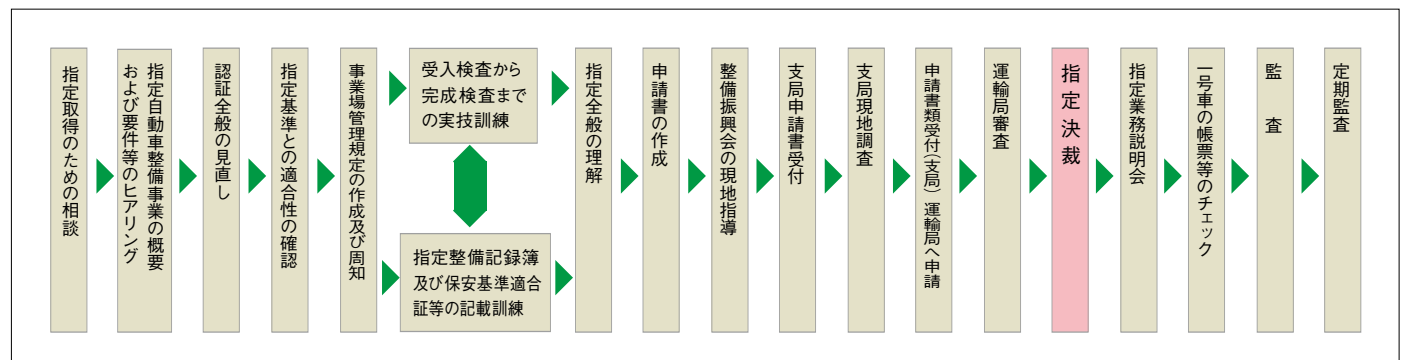 指定取得のための相談
指定自動車整備事業の概要
および要件等のヒアリング
認証全般の見直し
指定基準との適合性の確認
事業場管理規定の作成及び周知
受入検査から
完成検査まで
の実技訓練
指定整備記録簿
及び保安基準適合
証等の記載訓練
指定全般の理解
申請書の作成
整備振興会の現地指導
支局申請書受付
支局現地調査
申請書類受付(支局) 運輸局へ申請
運輸局審査
指定決裁
指定業務説明会
一号車の帳票等のチェック
監 査
定期監査